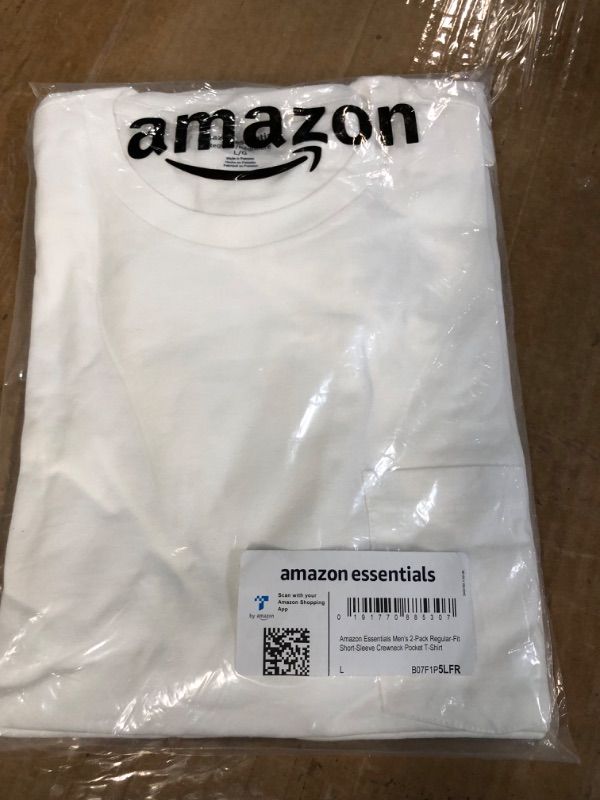 amazon
L/G
amazon essentials
by amazon
Scan with your
Amazon Shopping
App
0 191770 885307
Amazon Essentials Men's 2-Pack Regular-Fit
Short-Sleeve Crewneck Pocket T-Shirt
L B07F1P5LFR